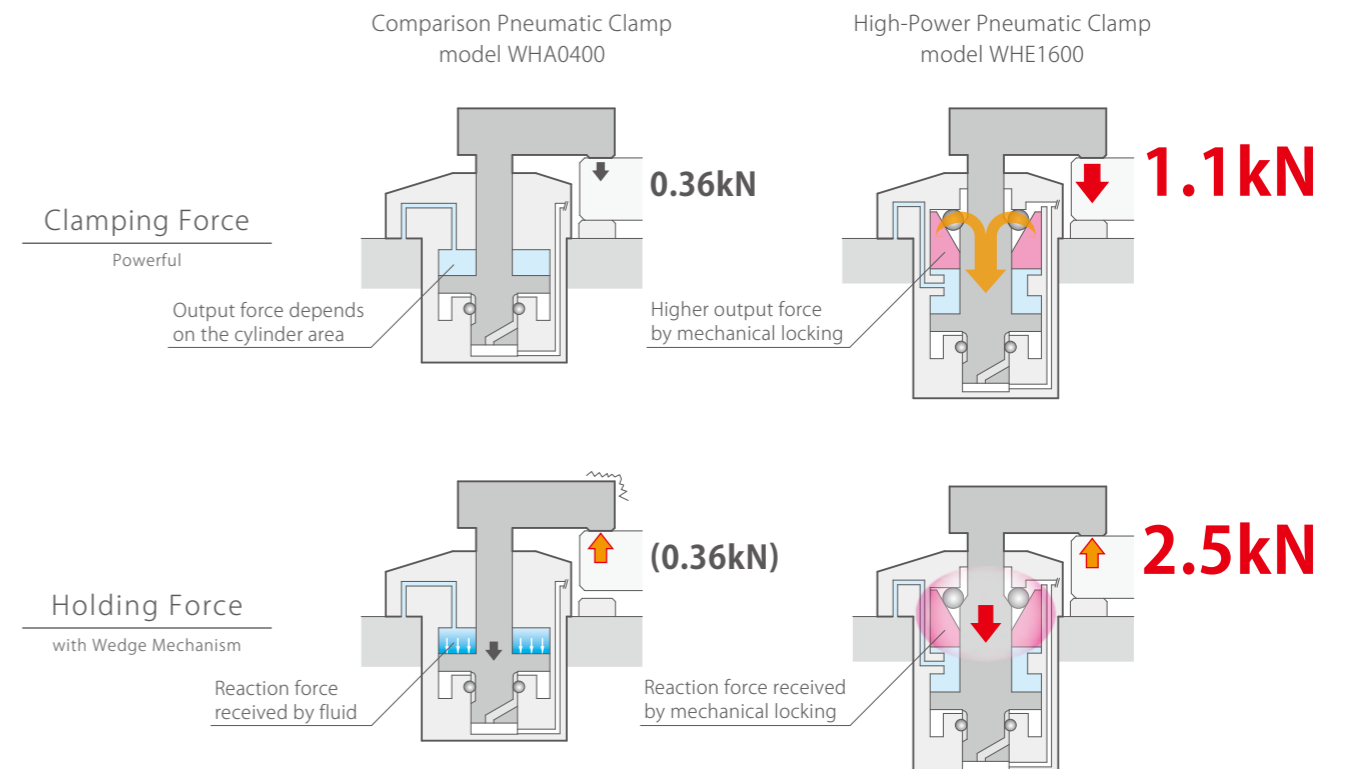 Comparison Pneumatic Clamp
model WHA0400
High-Power Pneumatic Clamp
model WHE1600
Clamping Force
Powerful
0.36kN
1.1kN
Output force depends
on the cylinder area
Higher output force
by mechanical locking
Holding Force
with Wedge Mechanism
(0.36kN)
2.5kN
Reaction force
received by fluid
Reaction force received
by mechanical locking